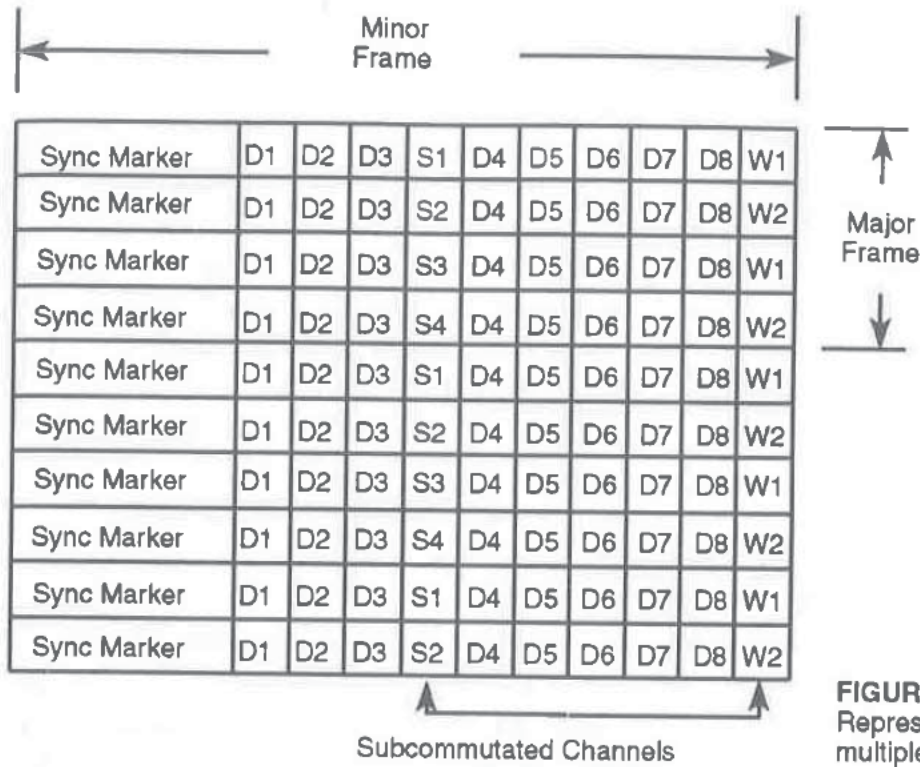 Minor
Frame
Sync Marker D1 D2 D3 S1 D4 D5 D6 D7 D8 W1
Sync Marker D1 D2 D3 S2 D4 D5 D6 D7 D8 W2
Sync Marker D1 D2 D3 S3 D4 D5 D6 D7 D8 W1
Sync Marker D1 D2 D3 S4 D4 D5 D6 D7 D8 W2
Sync Marker D1 D2 D3 S1 D4 D5 D6 D7 D8 W1
Sync Marker D1 D2 D3 S2 D4 D5 D6 D7 D8 W2
Sync Marker D1 D2 D3 S3 D4 D5 D6 D7 D8 W1
Sync Marker D1 D2 D3 S4 D4 D5 D6 D7 D8 W2
Sync Marker D1 D2 D3 S1 D4 D5 D6 D7 D8 W1
Sync Marker D1 D2 D3 S2 D4 D5 D6 D7 D8 W2
Major
Frame
Subcommutated Channels
FIGUR
Repres
multiple